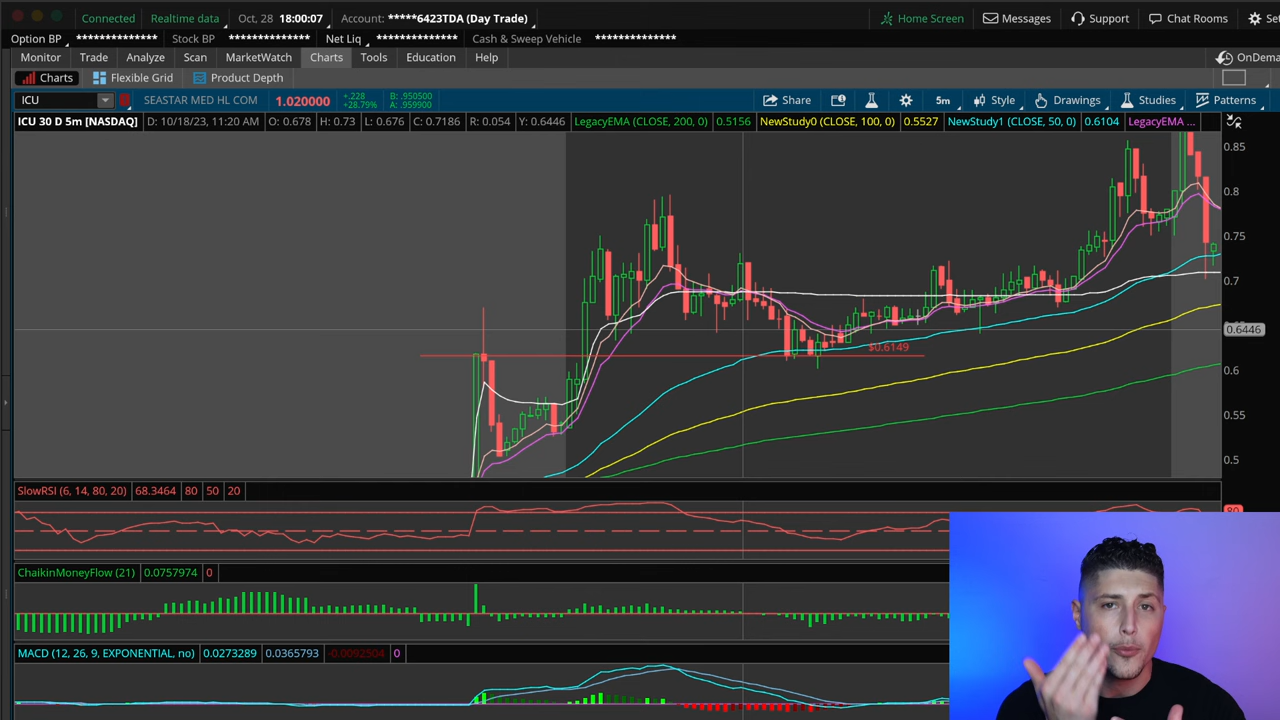 Connected Realtime data Oct, 28 18:00:07 Account: *****6423TDA (Day Trade) Home Screen Messages Support Chat Rooms Set
Option BP ************** Stock BP ************** Net Liq ************** Cash & Sweep Vehicle **************
Monitor Trade Analyze Scan MarketWatch Charts Tools Education Help OnDema
Charts Flexible Grid Product Depth
ICU SEASTAR MED HL COM 1.020000 +.228 +28.79% B: .950500 A: .959900 Share 5m Style Drawings Studies Patterns
ICU 30 D 5m [NASDAQ] D: 10/18/23, 11:20 AM O: 0.678 H: 0.73 L: 0.676 C: 0.7186 R: 0.054 Y: 0.6446 LegacyEMA (CLOSE, 200, 0) 0.5156 NewStudy0 (CLOSE, 100, 0) 0.5527 NewStudy1 (CLOSE, 50, 0) 0.6104 LegacyEMA ...
0.85
0.8
0.75
0.7
0.6446
$0.6149
0.6
0.55
0.5
SlowRSI (6, 14, 80, 20) 68.3464 80 50 20
80
ChaikinMoneyFlow (21) 0.0757974 0
MACD (12, 26, 9, EXPONENTIAL, no) 0.0273289 0.0365793 -0.0092504 0